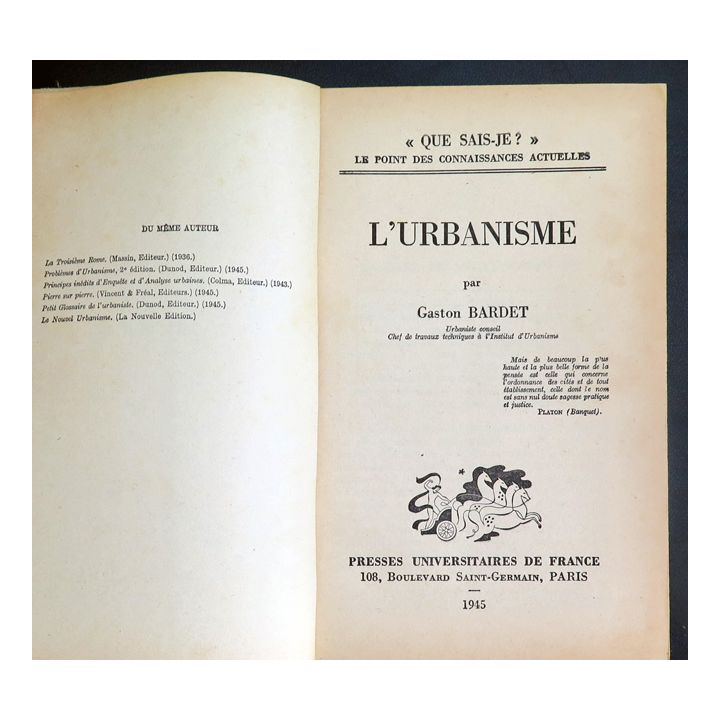 DU MÊME AUTEUR
La Troisième Rome. (Massin, Editeur.) (1936.)
Problèmes d'Urbanisme, 2e édition. (Dunod, Editeur.) (1945.)
Principes inédits d'Enquête et d'Analyse urbaines. (Colma, Editeur.) (1943.)
Pierre sur pierre. (Vincent & Fréal, Editeurs.) (1945.)
Petit Glossaire de l'urbaniste. (Dunod, Editeur.) (1945.)
Le Nouvel Urbanisme. (La Nouvelle Edition.)
« QUE SAIS-JE ? »
LE POINT DES CONNAISSANCES ACTUELLES
L'URBANISME
par
Gaston BARDET
Urbaniste conseil
Chef de travaux techniques à l'Institut d'Urbanisme
Mais de beaucoup la plus
haute et la plus belle forme de la
pensée est celle qui concerne
l'ordonnance des cités et de tout
établissement, celle dont le nom
est sans nul doute sagesse pratique
et justice.
PLATON (Banquet).
PRESSES UNIVERSITAIRES DE FRANCE
108, BOULEVARD SAINT-GERMAIN, PARIS
1945